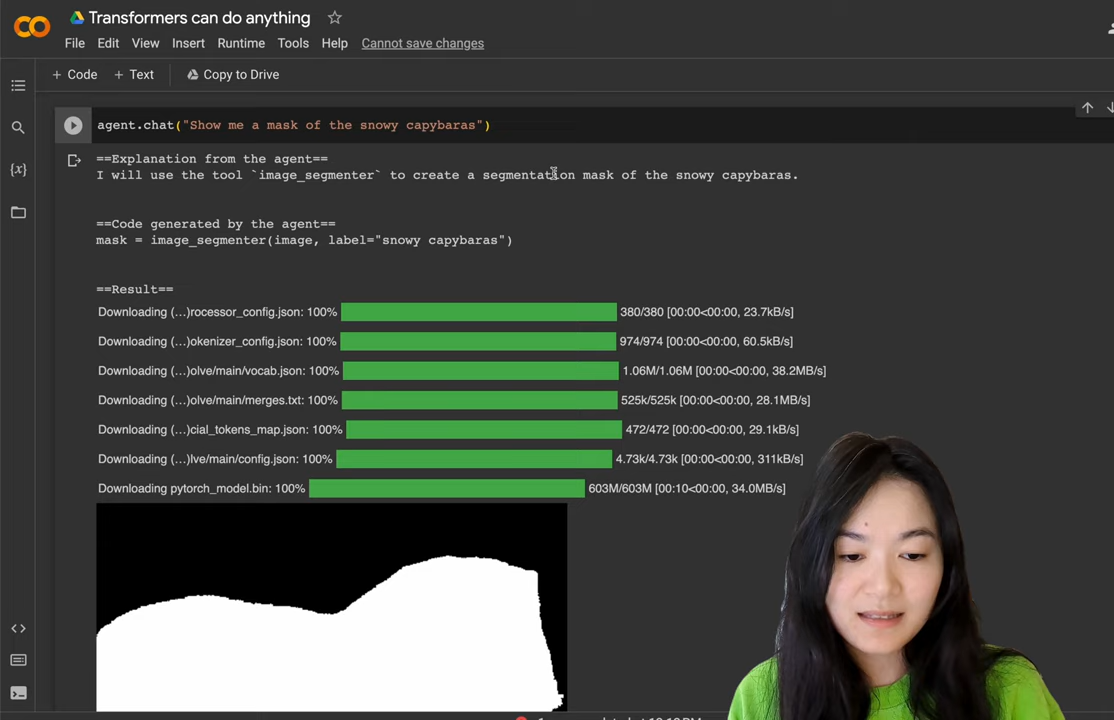 Transformers can do anything
File Edit View Insert Runtime Tools Help Cannot save changes
+ Code + Text Copy to Drive
agent.chat("Show me a mask of the snowy capybaras")
==Explanation from the agent==
I will use the tool `image_segmenter` to create a segmentation mask of the snowy capybaras.
==Code generated by the agent==
mask = image_segmenter(image, label="snowy capybaras")
==Result==
Downloading (…)rocessor_config.json: 100% 380/380 [00:00<00:00, 23.7kB/s]
Downloading (…)okenizer_config.json: 100% 974/974 [00:00<00:00, 60.5kB/s]
Downloading (…)olve/main/vocab.json: 100% 1.06M/1.06M [00:00<00:00, 38.2MB/s]
Downloading (…)olve/main/merges.txt: 100% 525k/525k [00:00<00:00, 28.1MB/s]
Downloading (…)cial_tokens_map.json: 100% 472/472 [00:00<00:00, 29.1kB/s]
Downloading (…)lve/main/config.json: 100% 4.73k/4.73k [00:00<00:00, 311kB/s]
Downloading pytorch_model.bin: 100% 603M/603M [00:10<00:00, 34.0MB/s]